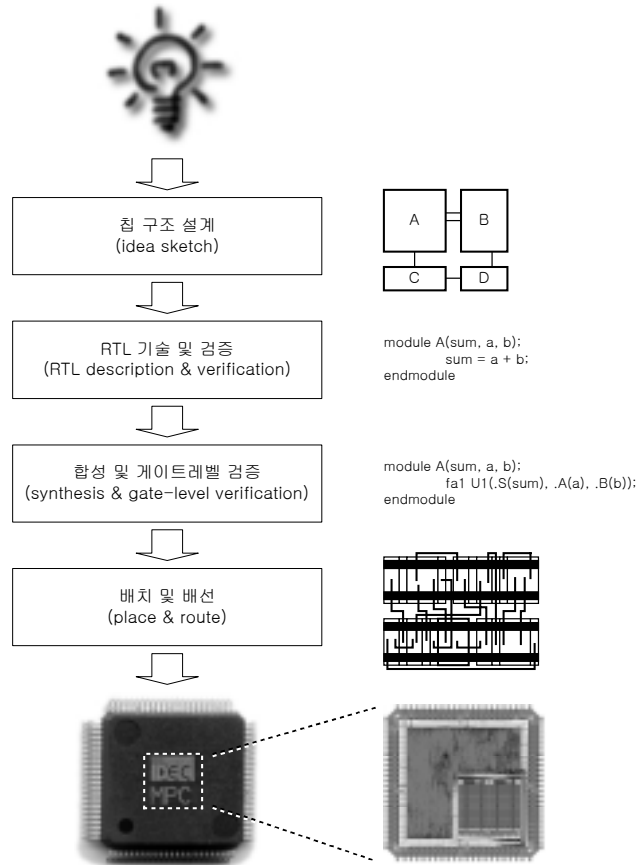 칩 구조 설계
(idea sketch)
A
B
C
D
RTL 기술 및 검증
(RTL description & verification)
module A(sum, a, b);
sum = a + b;
endmodule
합성 및 게이트레벨 검증
(synthesis & gate-level verification)
module A(sum, a, b);
fa1 U1(.S(sum), .A(a), .B(b));
endmodule
배치 및 배선
(place & route)
IDEC
MPC